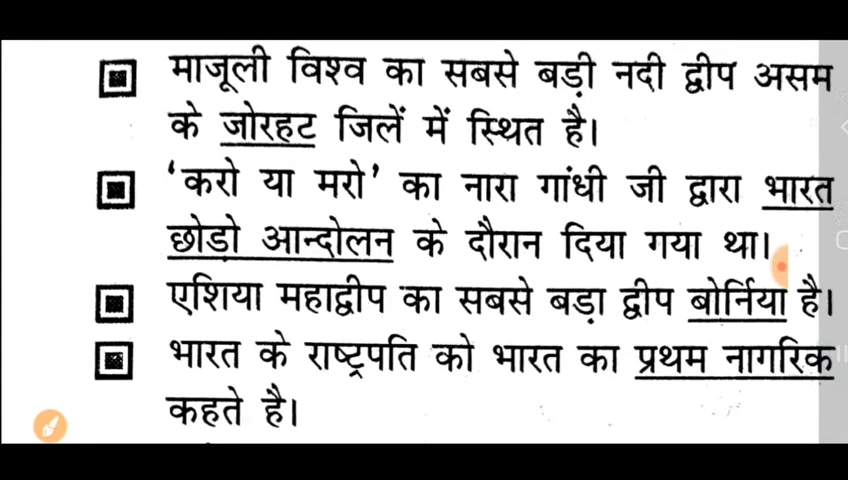 माजूली विश्व का सबसे बड़ी नदी द्वीप असम
के जोरहट जिलें में स्थित है।
‘करो या मरो’ का नारा गांधी जी द्वारा भारत
छोडो आन्दोलन के दौरान दिया गया था।
एशिया महाद्वीप का सबसे बडा द्वीप बोर्निया है।
भारत के राष्ट्रपति को भारत का प्रथम नागरिक
कहते है।